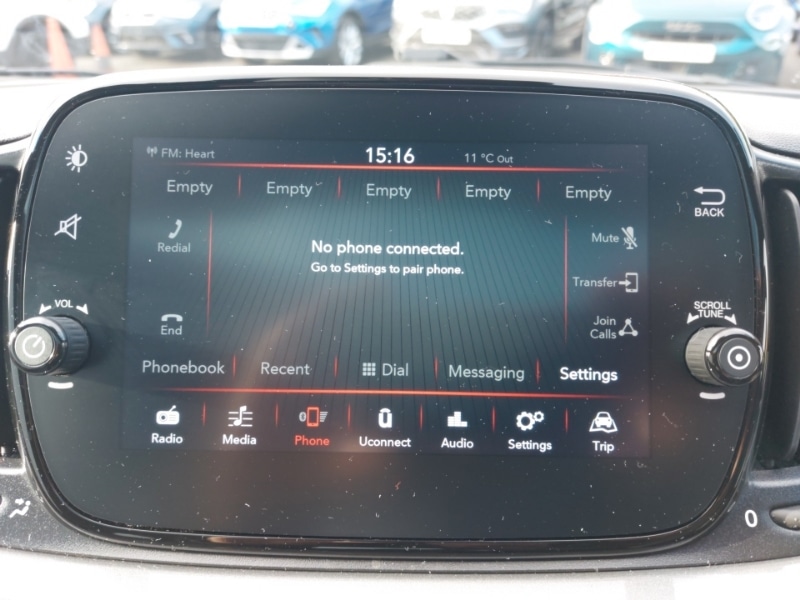 FM: Heart 15:16 11 °C Out
Empty Empty Empty Empty Empty
BACK
Redial
No phone connected.
Go to Settings to pair phone.
Mute
Transfer
VOL
SCROLL
TUNE
End
Join
Calls
Phonebook Recent Dial Messaging Settings
Radio Media Phone Uconnect Audio Settings Trip
0